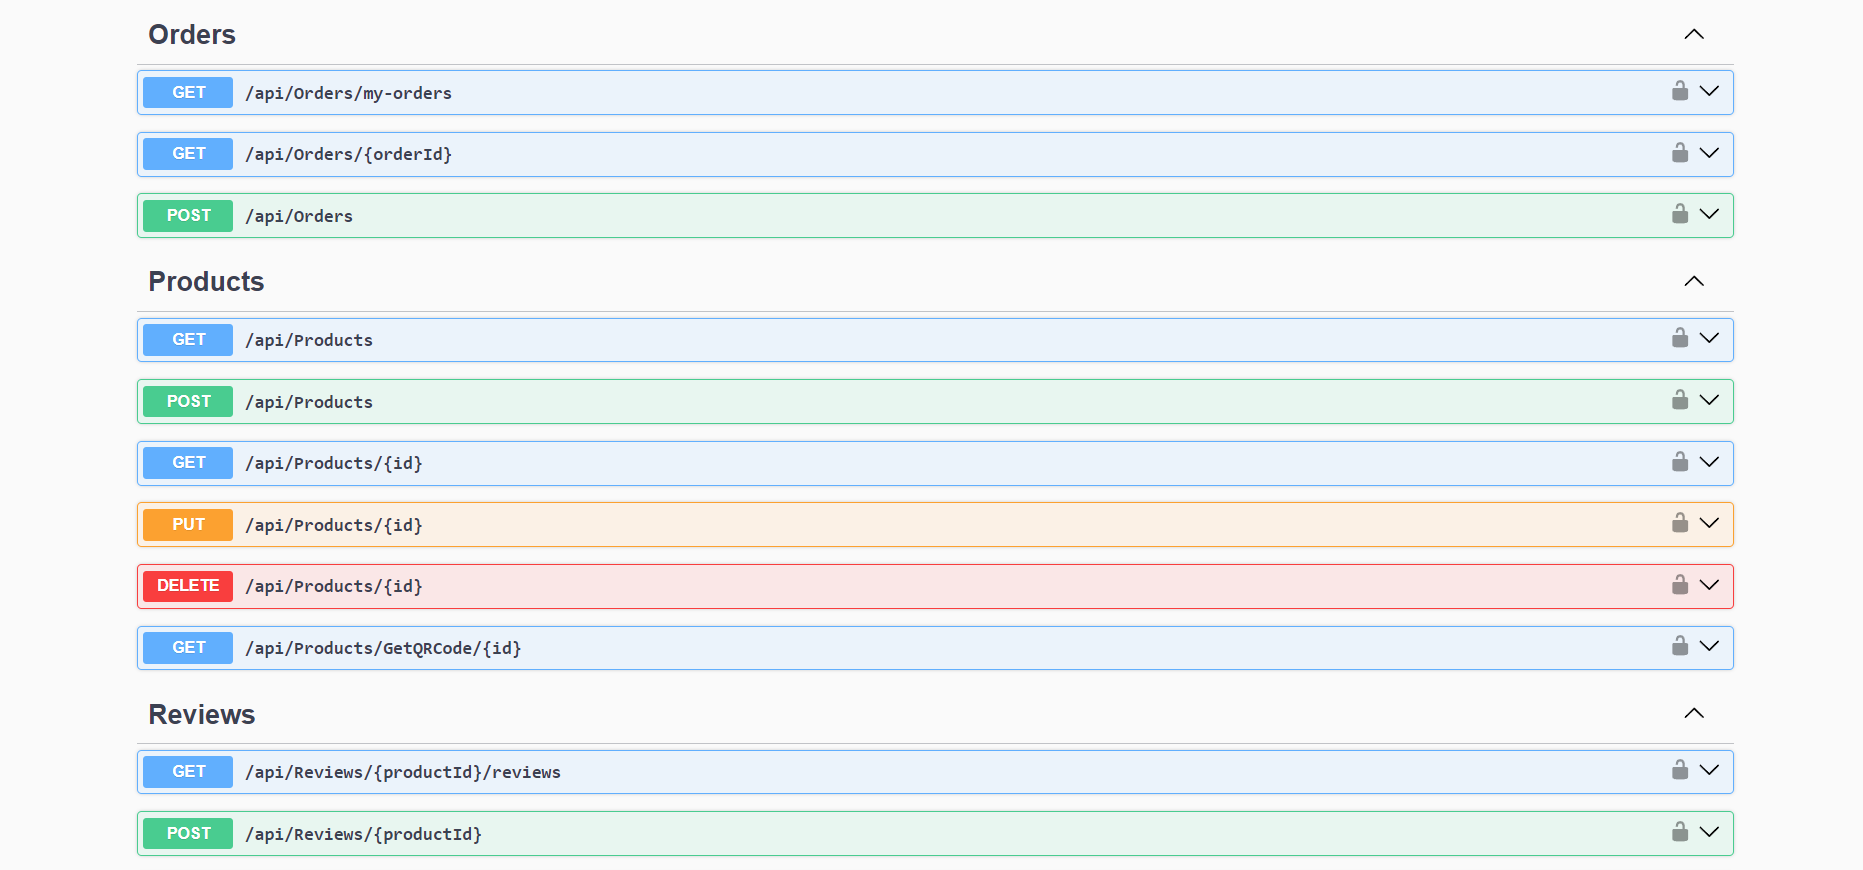 Orders
GET /api/Orders/my-orders
GET /api/Orders/{orderId}
POST /api/Orders
Products
GET /api/Products
POST /api/Products
GET /api/Products/{id}
PUT /api/Products/{id}
DELETE /api/Products/{id}
GET /api/Products/GetQRCode/{id}
Reviews
GET /api/Reviews/{productId}/reviews
POST /api/Reviews/{productId}